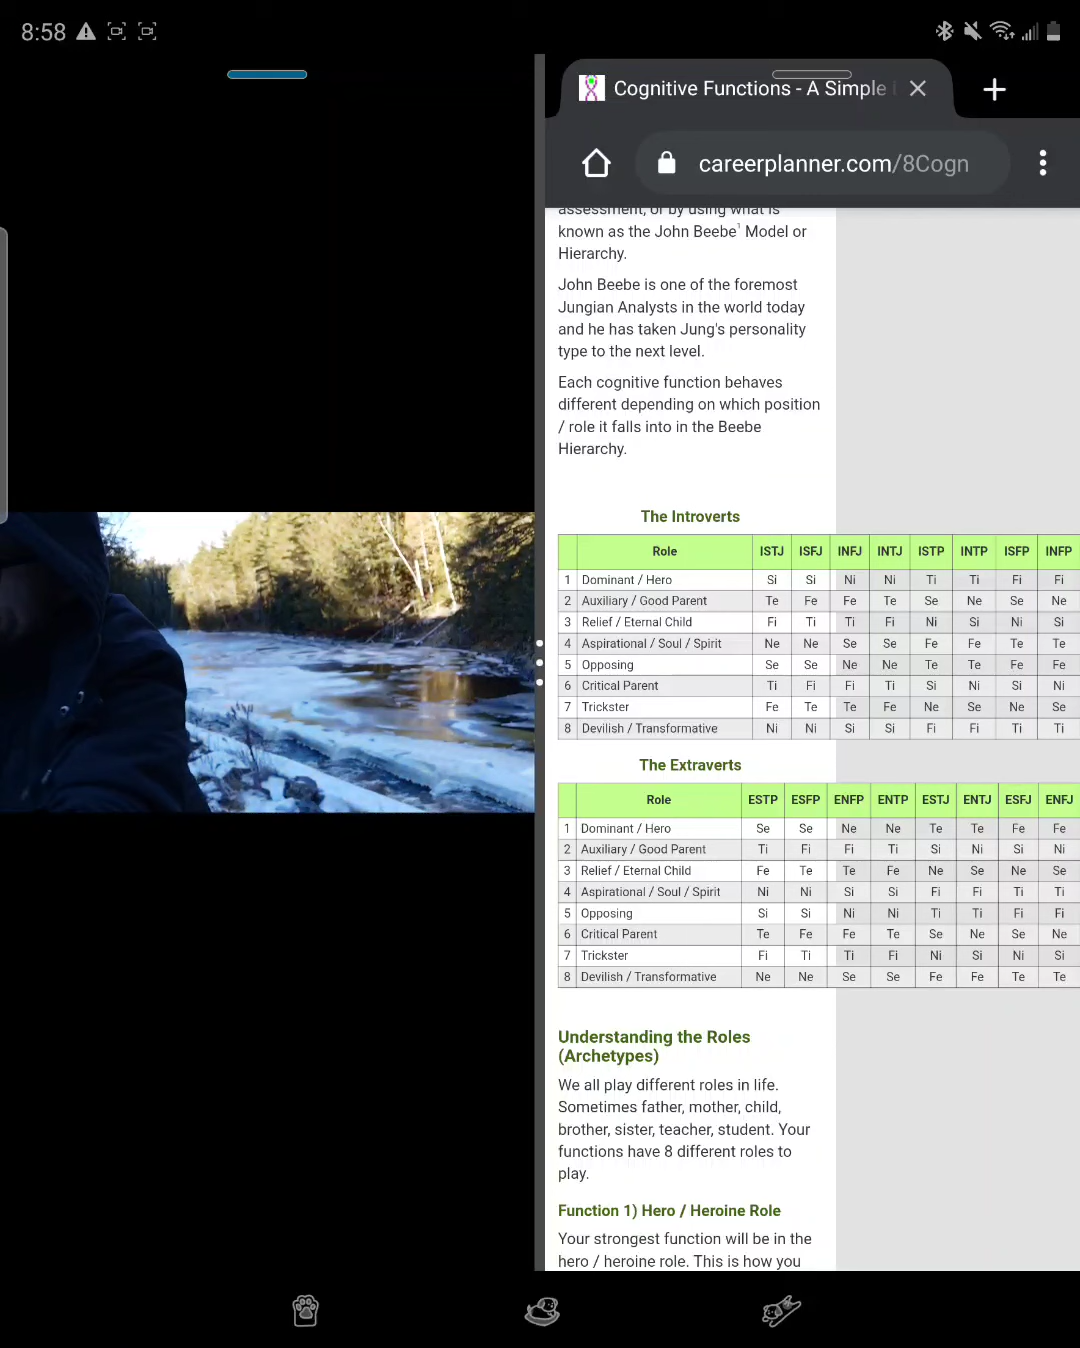 8:58
Cognitive Functions - A Simple
careerplanner.com/8Cogn
assessment, or by using what is
known as the John Beebe¹ Model or
Hierarchy.
John Beebe is one of the foremost
Jungian Analysts in the world today
and he has taken Jung's personality
type to the next level.
Each cognitive function behaves
different depending on which position
/ role it falls into in the Beebe
Hierarchy.
The Introverts
Role ISTJ ISFJ INFJ INTJ ISTP INTP ISFP INFP
1 Dominant / Hero Si Si Ni Ni Ti Ti Fi Fi
2 Auxiliary / Good Parent Te Fe Fe Te Se Ne Se Ne
3 Relief / Eternal Child Fi Ti Ti Fi Ni Si Ni Si
4 Aspirational / Soul / Spirit Ne Ne Se Se Fe Fe Te Te
5 Opposing Se Se Ne Ne Te Te Fe Fe
6 Critical Parent Ti Fi Fi Ti Si Ni Si Ni
7 Trickster Fe Te Te Fe Ne Se Ne Se
8 Devilish / Transformative Ni Ni Si Si Fi Fi Ti Ti
The Extraverts
Role ESTP ESFP ENFP ENTP ESTJ ENTJ ESFJ ENFJ
1 Dominant / Hero Se Se Ne Ne Te Te Fe Fe
2 Auxiliary / Good Parent Ti Fi Fi Ti Si Ni Si Ni
3 Relief / Eternal Child Fe Te Te Fe Ne Se Ne Se
4 Aspirational / Soul / Spirit Ni Ni Si Si Fi Fi Ti Ti
5 Opposing Si Si Ni Ni Ti Ti Fi Fi
6 Critical Parent Te Fe Fe Te Se Ne Se Ne
7 Trickster Fi Ti Ti Fi Ni Si Ni Si
8 Devilish / Transformative Ne Ne Se Se Fe Fe Te Te
Understanding the Roles
(Archetypes)
We all play different roles in life.
Sometimes father, mother, child,
brother, sister, teacher, student. Your
functions have 8 different roles to
play.
Function 1) Hero / Heroine Role
Your strongest function will be in the
hero / heroine role. This is how you